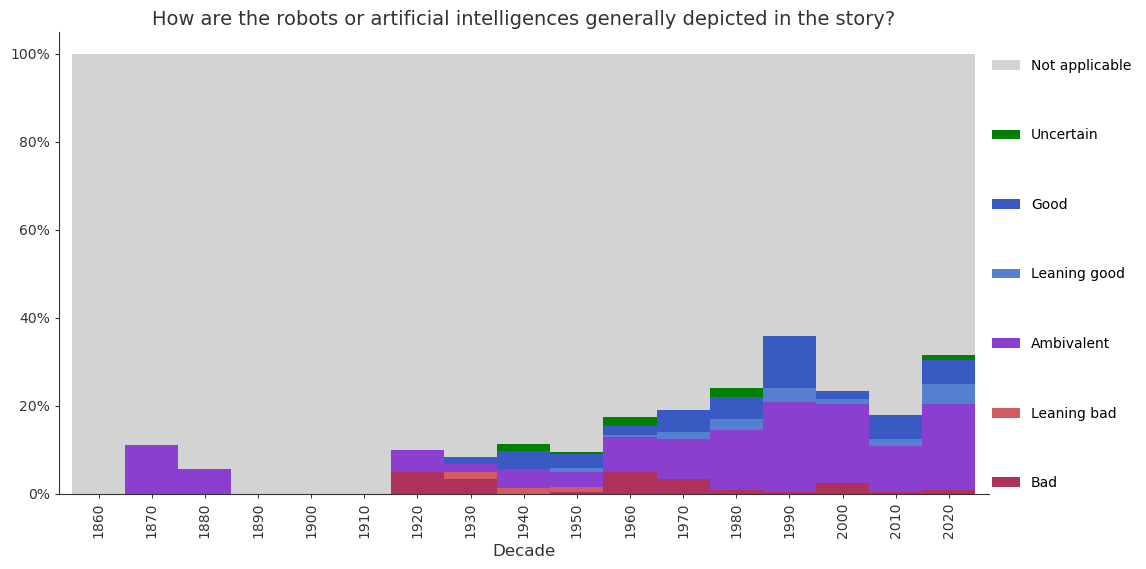 How are the robots or artificial intelligences generally depicted in the story?
100%
80%
60%
40%
20%
0%
1860
1870
1880
1890
1900
1910
1920
1930
1940
1950
1960
1970
1980
1990
2000
2010
2020
Decade
Not applicable
Uncertain
Good
Leaning good
Ambivalent
Leaning bad
Bad